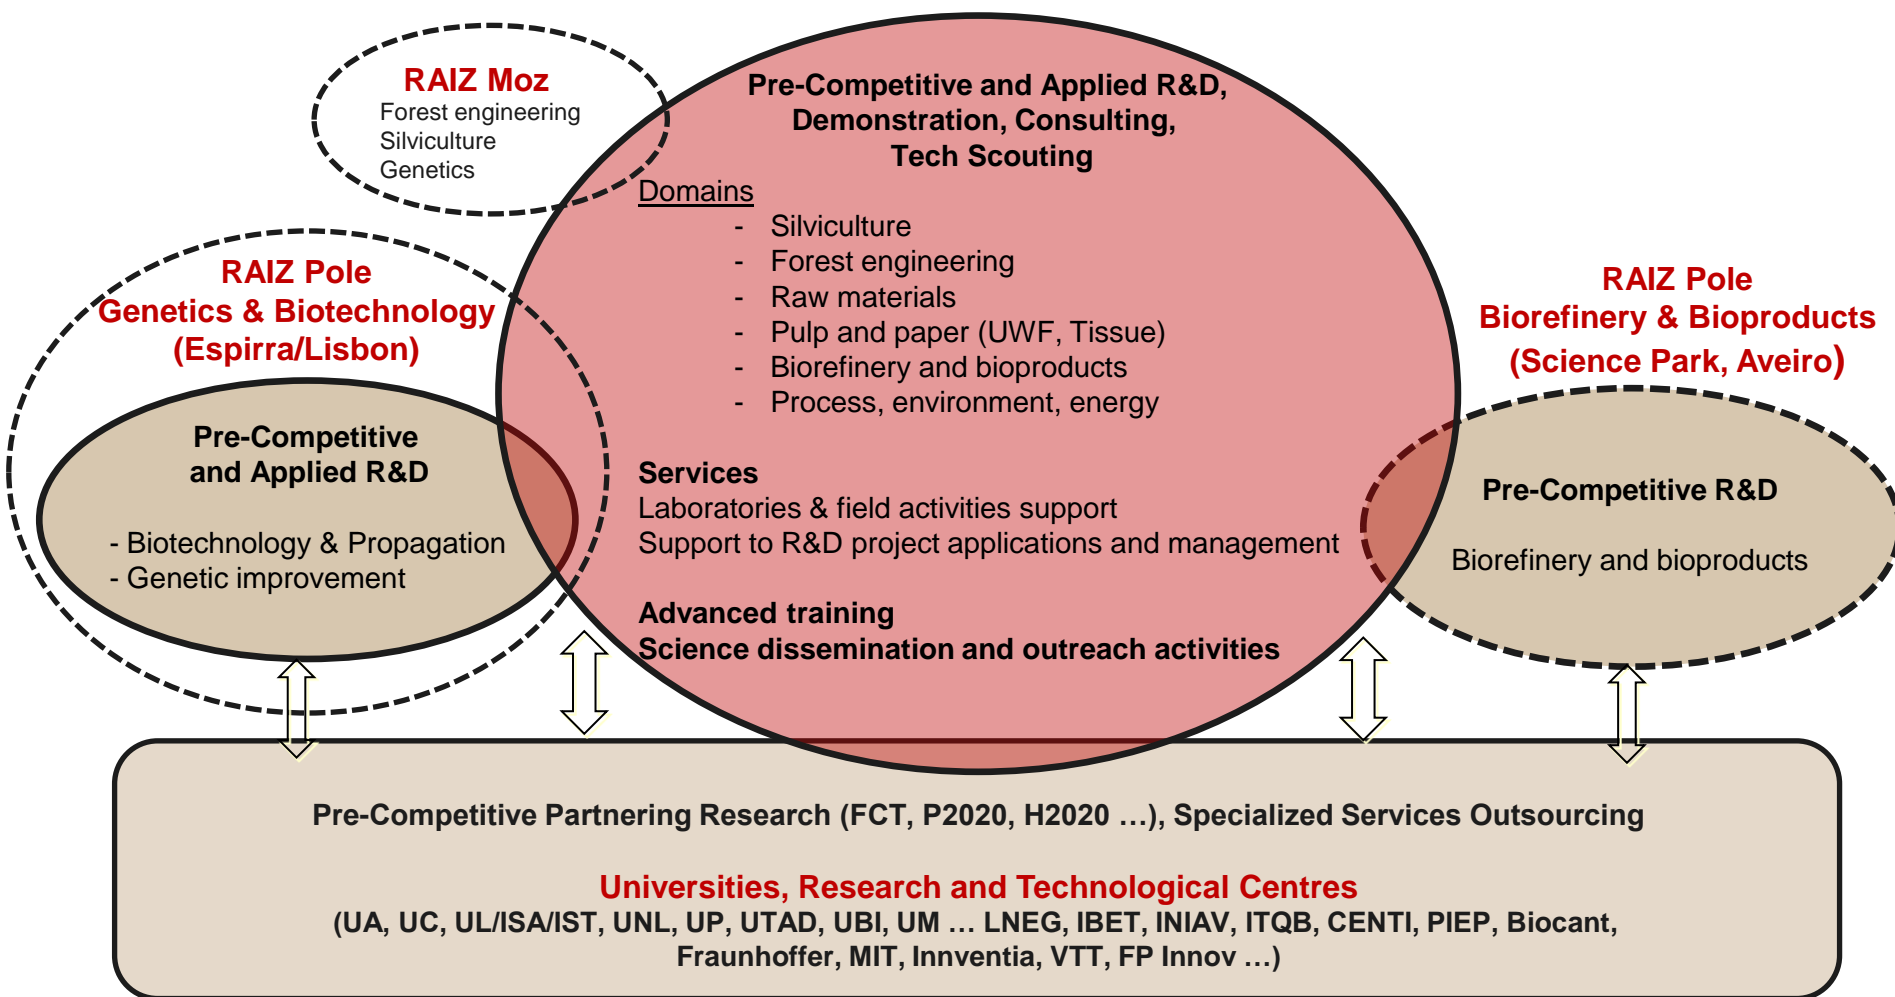 RAIZ Moz
Forest engineering
Silviculture
Genetics
Pre-Competitive and Applied R&D,
Demonstration, Consulting,
Tech Scouting
Domains
- Silviculture
- Forest engineering
- Raw materials
- Pulp and paper (UWF, Tissue)
- Biorefinery and bioproducts
- Process, environment, energy
Services
Laboratories & field activities support
Support to R&D project applications and management
Advanced training
Science dissemination and outreach activities
RAIZ Pole
Genetics & Biotechnology
(Espirra/Lisbon)
Pre-Competitive
and Applied R&D
- Biotechnology & Propagation
- Genetic improvement
RAIZ Pole
Biorefinery & Bioproducts
(Science Park, Aveiro)
Pre-Competitive R&D
Biorefinery and bioproducts
Pre-Competitive Partnering Research (FCT, P2020, H2020 …), Specialized Services Outsourcing
Universities, Research and Technological Centres
(UA, UC, UL/ISA/IST, UNL, UP, UTAD, UBI, UM … LNEG, IBET, INIAV, ITQB, CENTI, PIEP, Biocant,
Fraunhoffer, MIT, Innventia, VTT, FP Innov …)